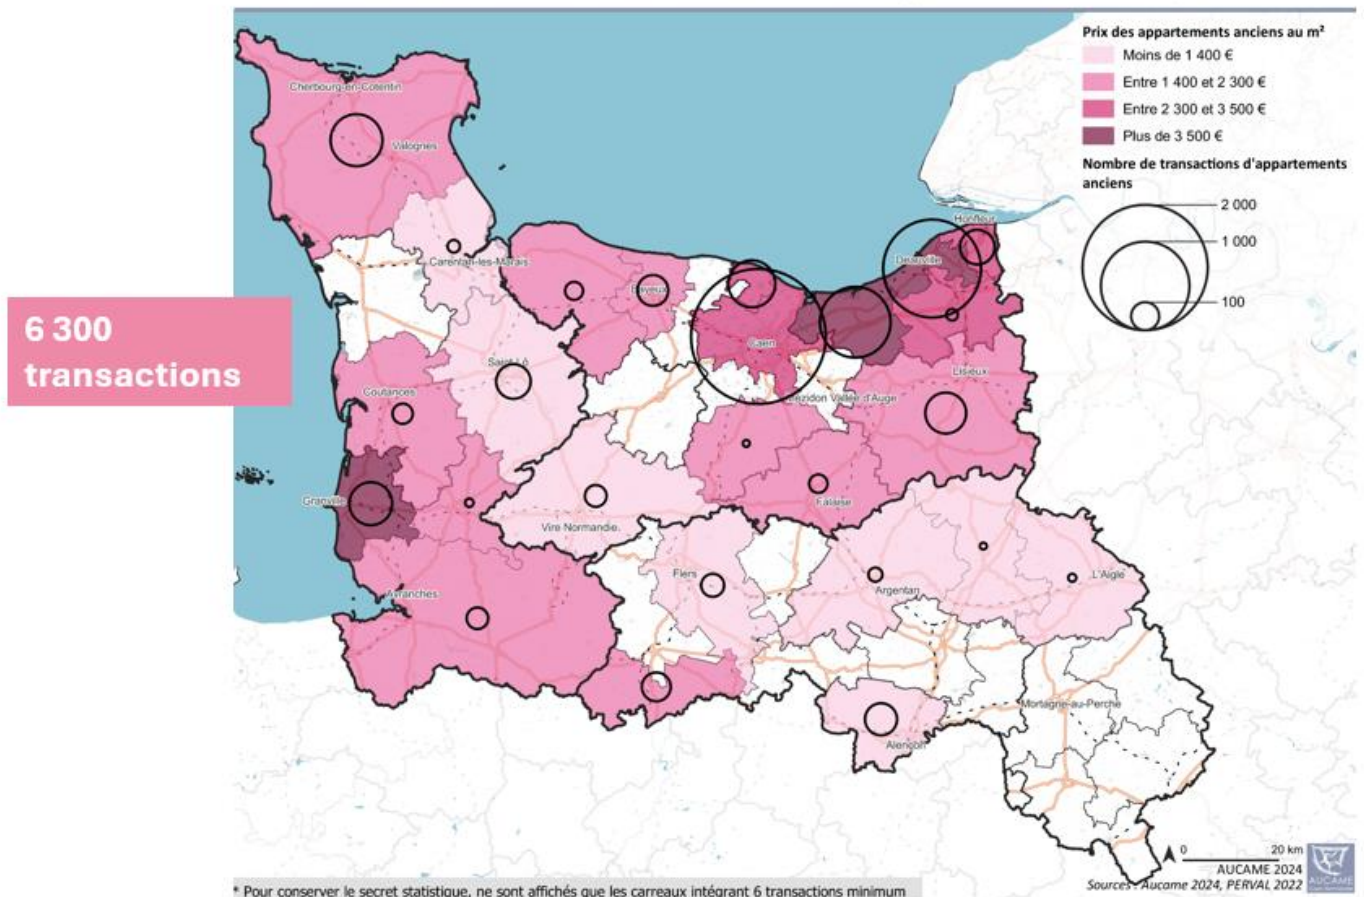 6 300
transactions
Prix des appartements anciens au m²
Moins de 1 400 €
Entre 1 400 et 2 300 €
Entre 2 300 et 3 500 €
Plus de 3 500 €
Nombre de transactions d'appartements
anciens
2 000
1 000
100
Cherbourg-en-Cotentin
Valognes
Carentan-les-Marais
Honfleur
Deauville
Bayeux
Caen
Saint-Lô
Lisieux
Coutances
Mézidon Vallée d'Auge
Granville
Falaise
Vire Normandie
Flers
Argentan
L'Aigle
Avranches
Mortagne-au-Perche
Alençon
0 20 km
AUCAME 2024
Sources : Aucame 2024, PERVAL 2022
AUCAME
* Pour conserver le secret statistique, ne sont affichés que les carreaux intégrant 6 transactions minimum